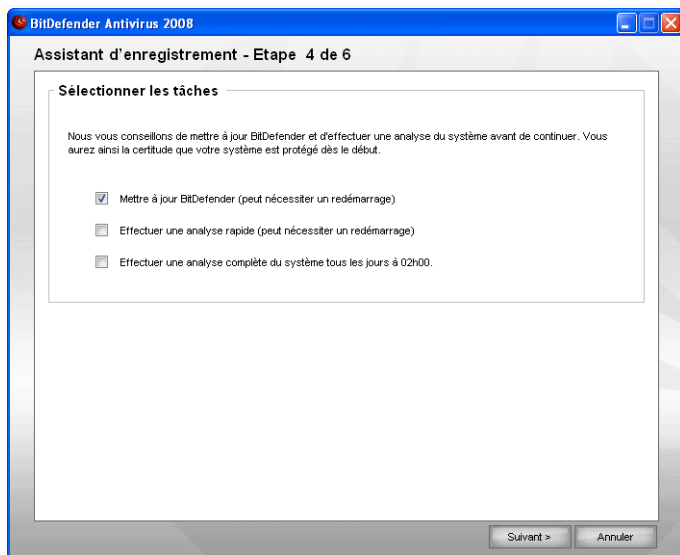 BitDefender Antivirus 2008
Assistant d'enregistrement - Etape 4 de 6
Sélectionner les tâches
Nous vous conseillons de mettre à jour BitDefender et d'effectuer une analyse du système avant de continuer. Vous
aurez ainsi la certitude que votre système est protégé dès le début.
Mettre à jour BitDefender (peut nécessiter un redémarrage)
Effectuer une analyse rapide (peut nécessiter un redémarrage)
Effectuer une analyse complète du système tous les jours à 02h00.
Suivant >
Annuler